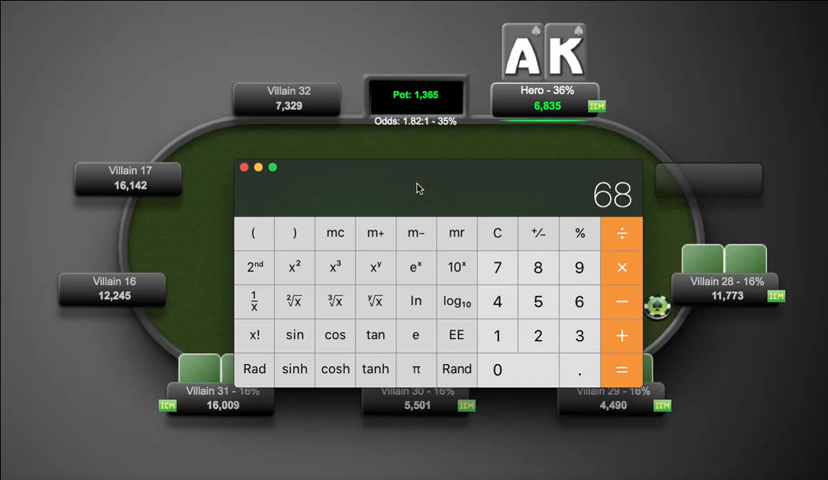 A K
Villain 32
7,329
Pot: 1,365
Odds: 1.82:1 - 35%
Hero - 36%
6,835
ICM
Villain 17
16,142
68
( ) mc m+ m− mr C +/− % ÷
2nd x² x³ xʸ eˣ 10ˣ 7 8 9 ×
1/x ²√x ³√x ʸ√x ln log₁₀ 4 5 6 −
x! sin cos tan e EE 1 2 3 +
Rad sinh cosh tanh π Rand 0 . =
Villain 16
12,245
Villain 28 - 16%
11,773
ICM
Villain 31 - 16%
16,009
ICM
Villain 30 - 16%
5,501
ICM
Villain 29 - 16%
4,490
ICM